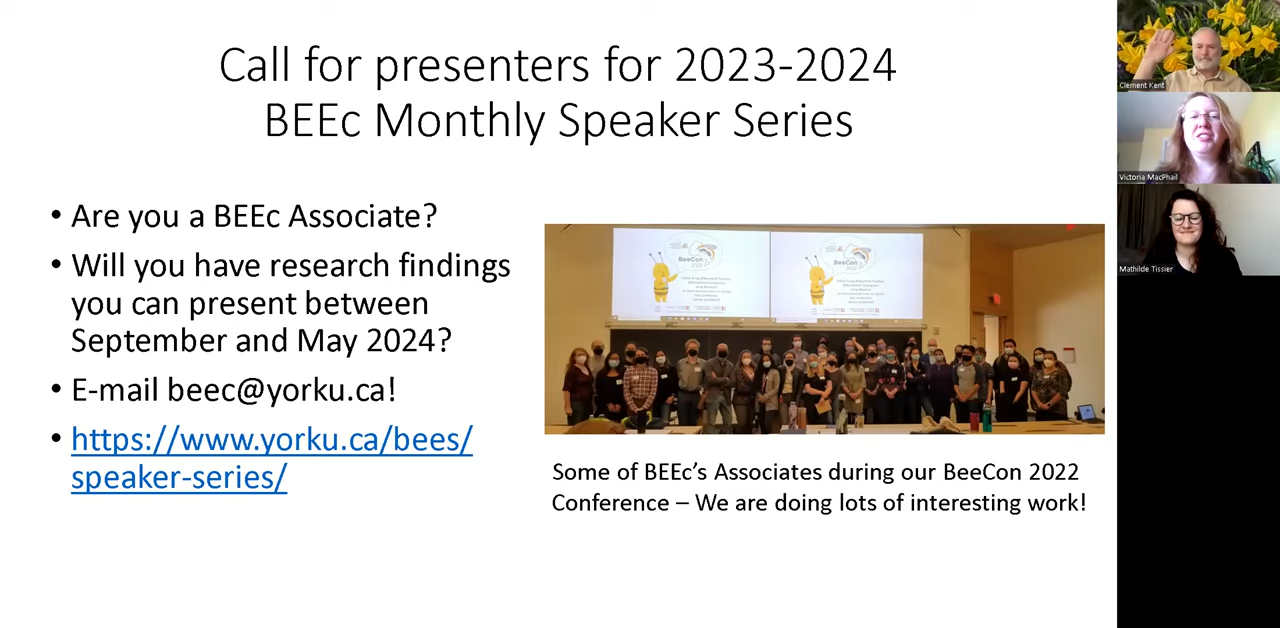 Call for presenters for 2023-2024
BEEc Monthly Speaker Series
• Are you a BEEc Associate?
• Will you have research findings
you can present between
September and May 2024?
• E-mail beec@yorku.ca!
• https://www.yorku.ca/bees/
speaker-series/
BeeCon
BeeCon
Some of BEEc’s Associates during our BeeCon 2022
Conference – We are doing lots of interesting work!
Clement Kent
Victoria MacPhail
Mathilde Tissier